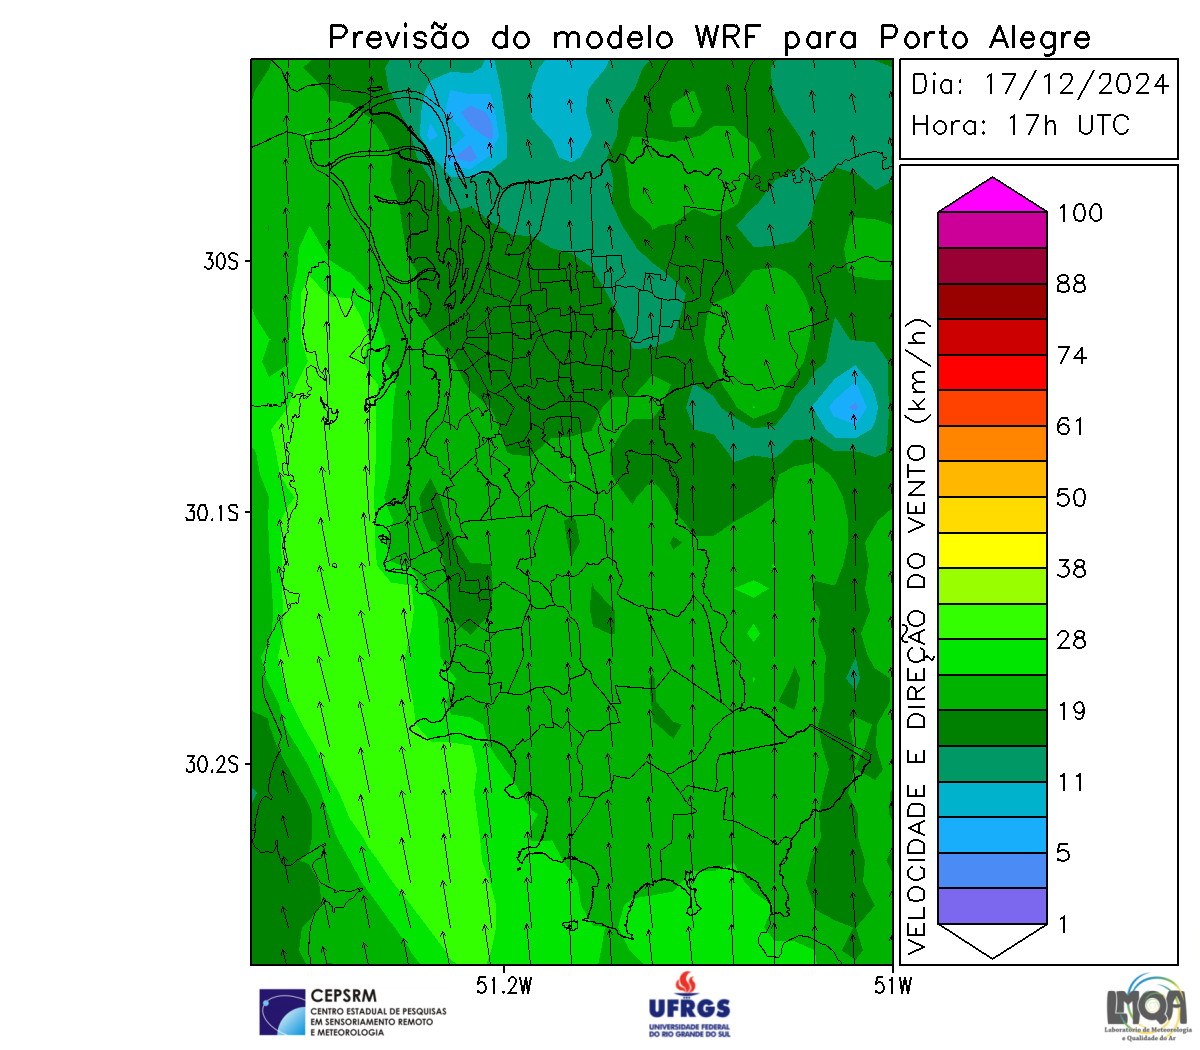 Previsão do modelo WRF para Porto Alegre
Dia: 17/12/2024
Hora: 17h UTC
VELOCIDADE E DIREÇÃO DO VENTO (km/h)
100
88
74
61
50
38
28
19
11
5
1
30S
30.1S
30.2S
51.2W
51W
CEPSRM
CENTRO ESTADUAL DE PESQUISAS
EM SENSORIAMENTO REMOTO
E METEOROLOGIA
UFRGS
UNIVERSIDADE FEDERAL
DO RIO GRANDE DO SUL
LMQA
Laboratório de Meteorologia
e Qualidade do Ar